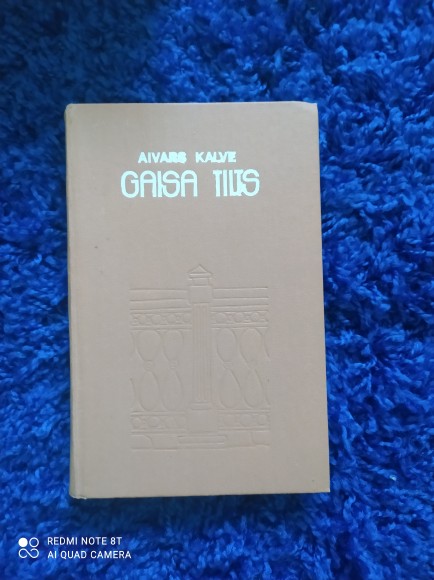 AIVARS KALVE
GAISA TILTS
REDMI NOTE 8T
AI QUAD CAMERA